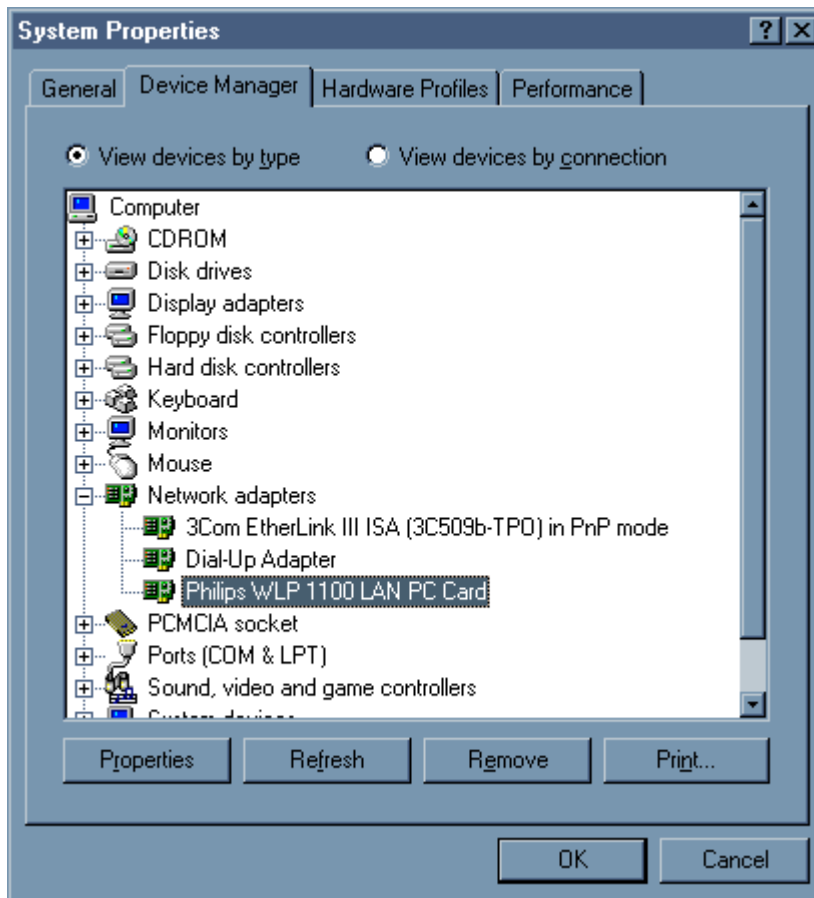 System Properties
?
General Device Manager Hardware Profiles Performance
View devices by type View devices by connection
Computer
CDROM
Disk drives
Display adapters
Floppy disk controllers
Hard disk controllers
Keyboard
Monitors
Mouse
Network adapters
3Com EtherLink III ISA (3C509b-TPO) in PnP mode
Dial-Up Adapter
Philips WLP 1100 LAN PC Card
PCMCIA socket
Ports (COM & LPT)
Sound, video and game controllers
System devices
Properties Refresh Remove Print...
OK Cancel